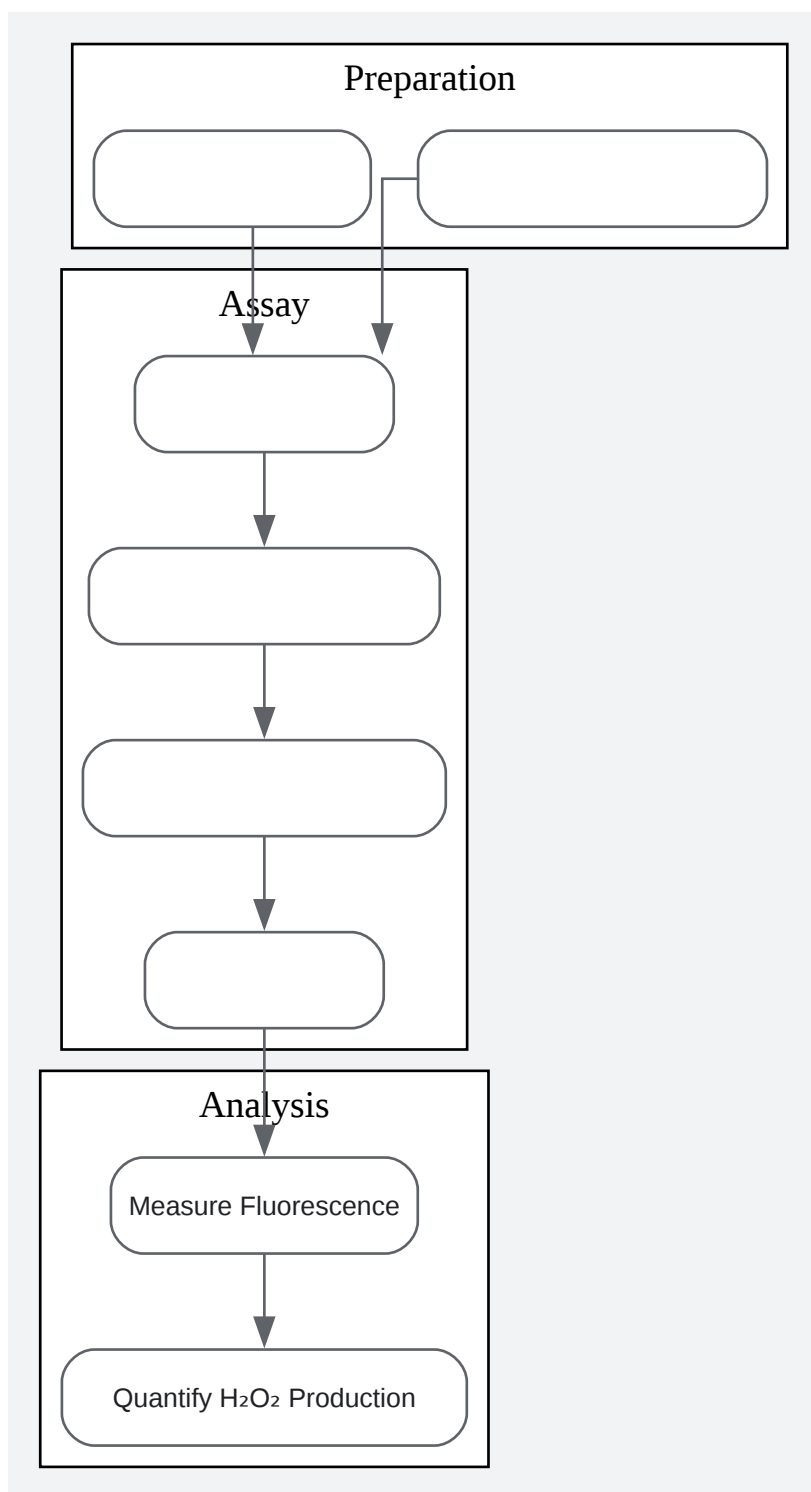 Preparation
Assay
Analysis
Measure Fluorescence
Quantify H₂O₂ Production